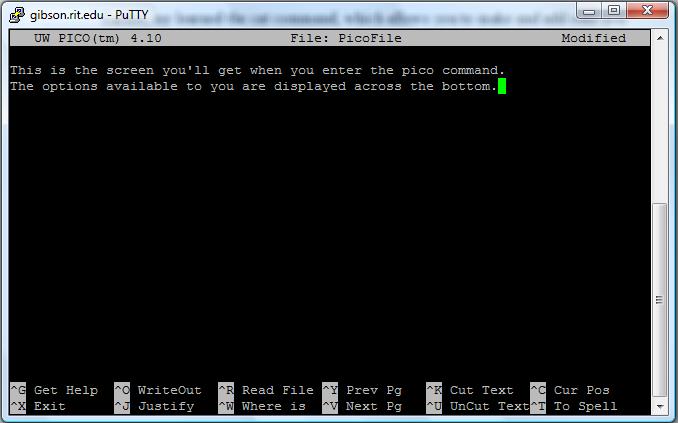 gibson.rit.edu - PuTTY
UW PICO(tm) 4.10 File: PicoFile Modified
This is the screen you'll get when you enter the pico command.
The options available to you are displayed across the bottom.
^G Get Help ^O WriteOut ^R Read File ^Y Prev Pg ^K Cut Text ^C Cur Pos
^X Exit ^J Justify ^W Where is ^V Next Pg ^U UnCut Text^T To Spell